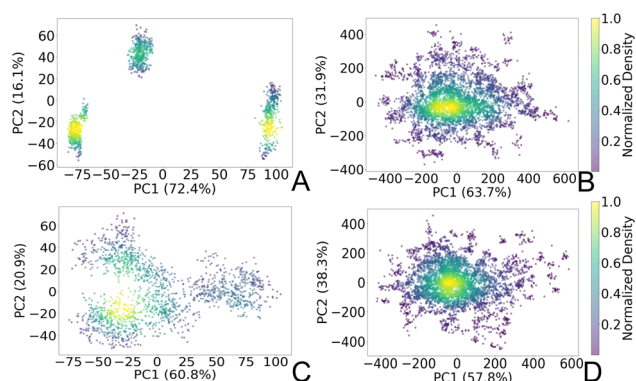 60
40
20
0
−20
−40
−60
PC2 (16.1%)
−75 −50 −25 0 25 50 75 100
PC1 (72.4%)
A
400
200
0
−200
−400
PC2 (31.9%)
−400 −200 0 200 400 600
PC1 (63.7%)
B
1.0
0.8
0.6
0.4
0.2
Normalized Density
60
40
20
0
−20
−40
PC2 (20.9%)
−75 −50 −25 0 25 50 75 100
PC1 (60.8%)
C
400
200
0
−200
−400
PC2 (38.3%)
−400 −200 0 200 400 600
PC1 (57.8%)
D
1.0
0.8
0.6
0.4
0.2
Normalized Density